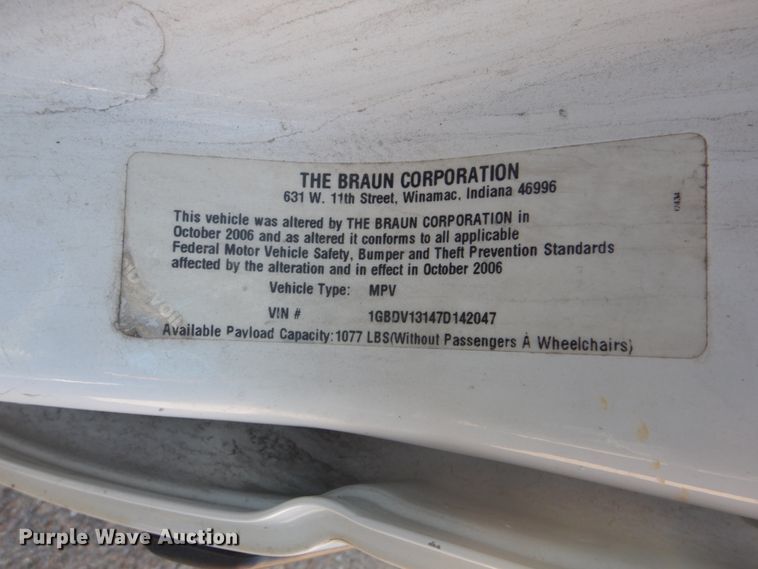 THE BRAUN CORPORATION
631 W. 11th Street, Winamac, Indiana 46996
This vehicle was altered by THE BRAUN CORPORATION in
October 2006 and as altered it conforms to all applicable
Federal Motor Vehicle Safety, Bumper and Theft Prevention Standards
affected by the alteration and in effect in October 2006
Vehicle Type: MPV
VIN # 1GBDV13147D142047
Available Payload Capacity:1077 LBS(Without Passengers A Wheelchairs)
Purple Wave Auction